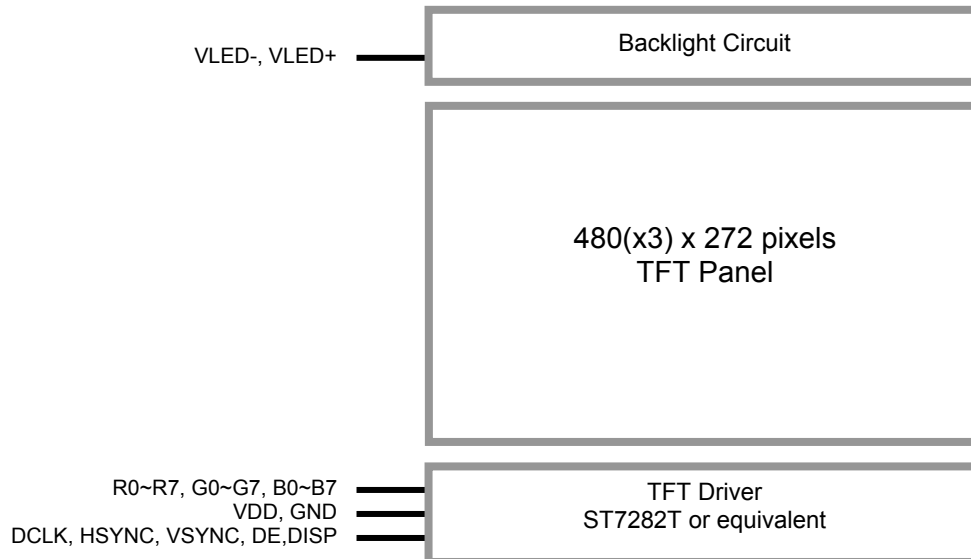 Backlight Circuit
VLED-, VLED+
480(x3) x 272 pixels
TFT Panel
R0~R7, G0~G7, B0~B7
VDD, GND
DCLK, HSYNC, VSYNC, DE,DISP
TFT Driver
ST7282T or equivalent